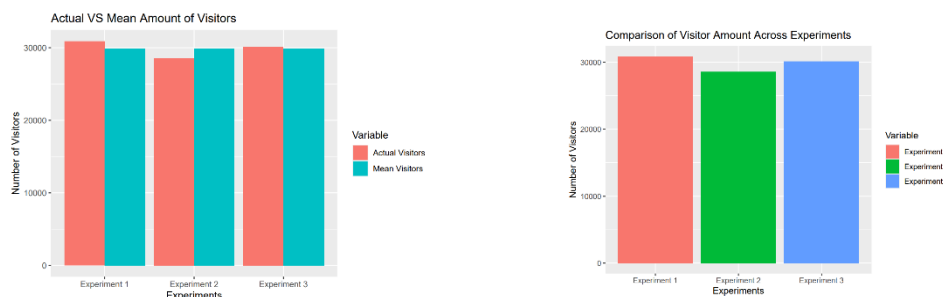 Actual VS Mean Amount of Visitors
Number of Visitors
30000
20000
10000
0
Experiment 1
Experiment 2
Experiment 3
Experiments
Variable
Actual Visitors
Mean Visitors
Comparison of Visitor Amount Across Experiments
Number of Visitors
30000
20000
10000
0
Experiment 1
Experiment 2
Experiment 3
Experiments
Variable
Experiment
Experiment
Experiment